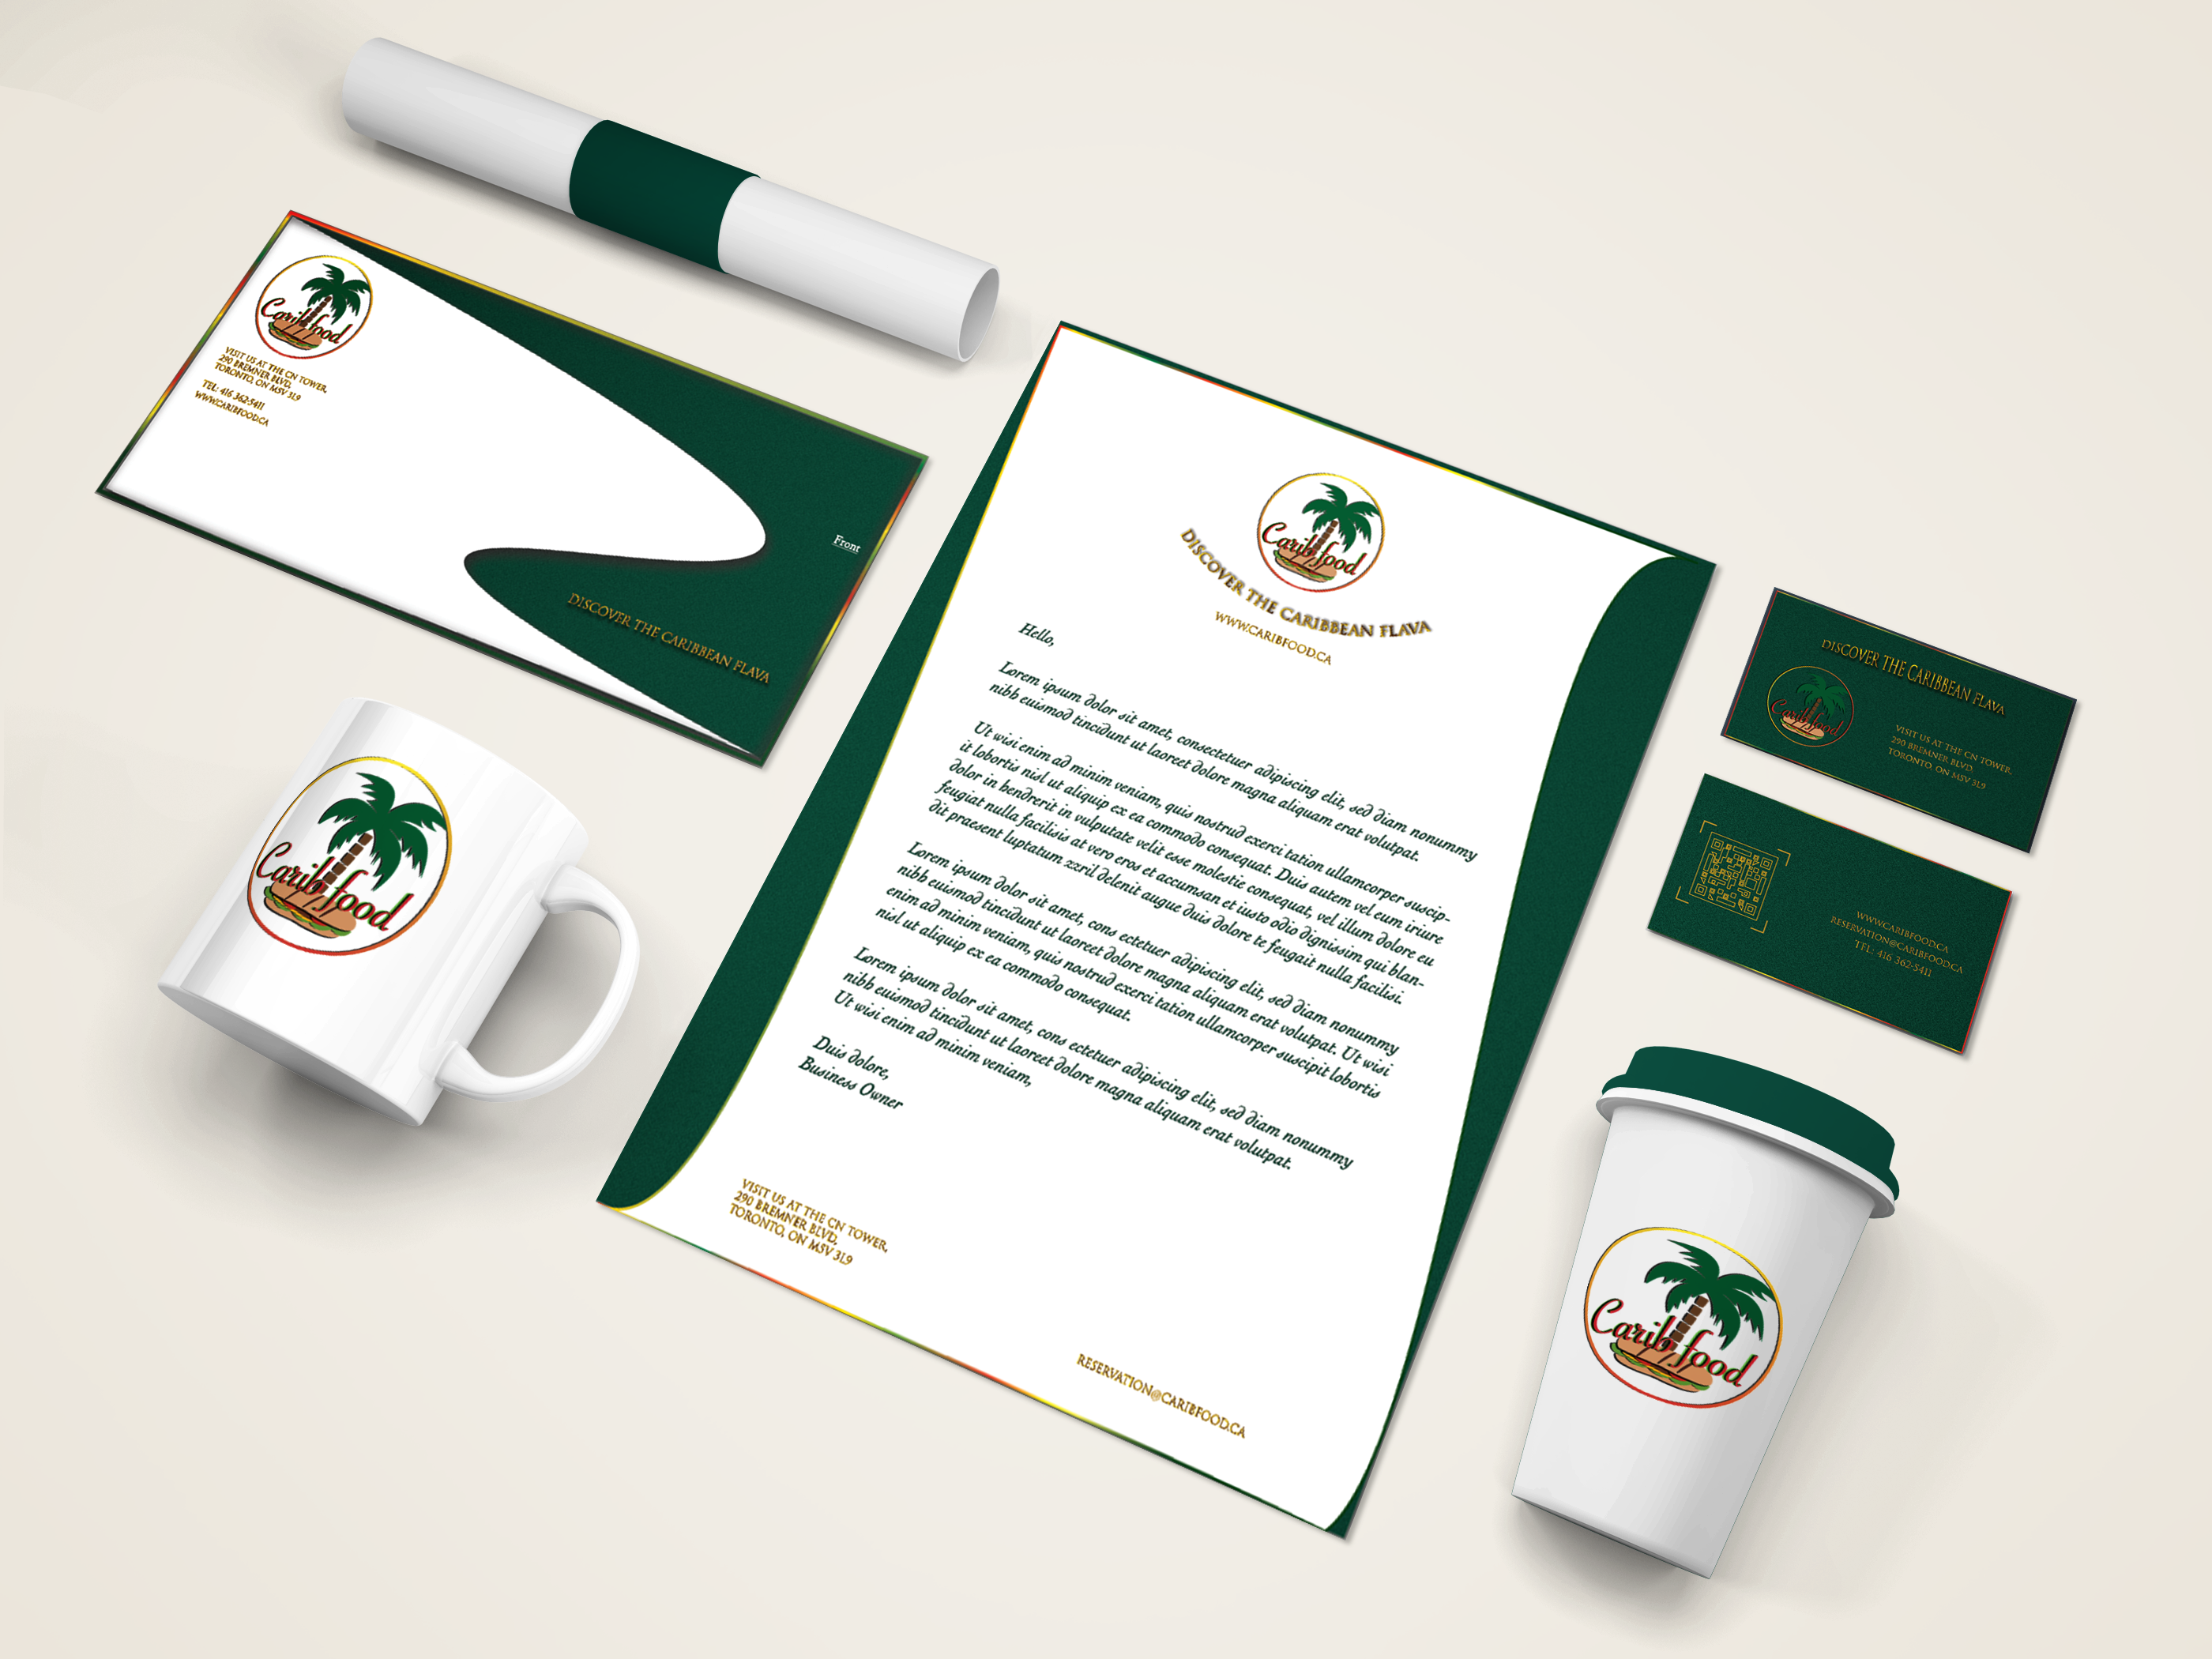 Carib food
VISIT US AT THE CN TOWER,
290 BREMNER BLVD,
TORONTO, ON M5V 3L9
TEL: 416 362-5411
WWW.CARIBFOOD.CA
Front
DISCOVER THE CARIBBEAN FLAVA
Carib food
Carib food
DISCOVER THE CARIBBEAN FLAVA
WWW.CARIBFOOD.CA
Hello,
Lorem ipsum dolor sit amet, consectetuer adipiscing elit, sed diam nonummy
nibh euismod tincidunt ut laoreet dolore magna aliquam erat volutpat.
Ut wisi enim ad minim veniam, quis nostrud exerci tation ullamcorper suscip-
it lobortis nisl ut aliquip ex ea commodo consequat. Duis autem vel eum iriure
dolor in hendrerit in vulputate velit esse molestie consequat, vel illum dolore eu
feugiat nulla facilisis at vero eros et accumsan et iusto odio dignissim qui blan-
dit praesent luptatum zzril delenit augue duis dolore te feugait nulla facilisi.
Lorem ipsum dolor sit amet, cons ectetuer adipiscing elit, sed diam nonummy
nibh euismod tincidunt ut laoreet dolore magna aliquam erat volutpat. Ut wisi
enim ad minim veniam, quis nostrud exerci tation ullamcorper suscipit lobortis
nisl ut aliquip ex ea commodo consequat.
Lorem ipsum dolor sit amet, cons ectetuer adipiscing elit, sed diam nonummy
nibh euismod tincidunt ut laoreet dolore magna aliquam erat volutpat.
Ut wisi enim ad minim veniam,
Duis dolore,
Business Owner
VISIT US AT THE CN TOWER,
290 BREMNER BLVD,
TORONTO, ON M5V 3L9
RESERVATION@CARIBFOOD.CA
DISCOVER THE CARIBBEAN FLAVA
Carib food
VISIT US AT THE CN TOWER,
290 BREMNER BLVD,
TORONTO, ON M5V 3L9
WWW.CARIBFOOD.CA
RESERVATION@CARIBFOOD.CA
TEL: 416 362-5411
Carib food